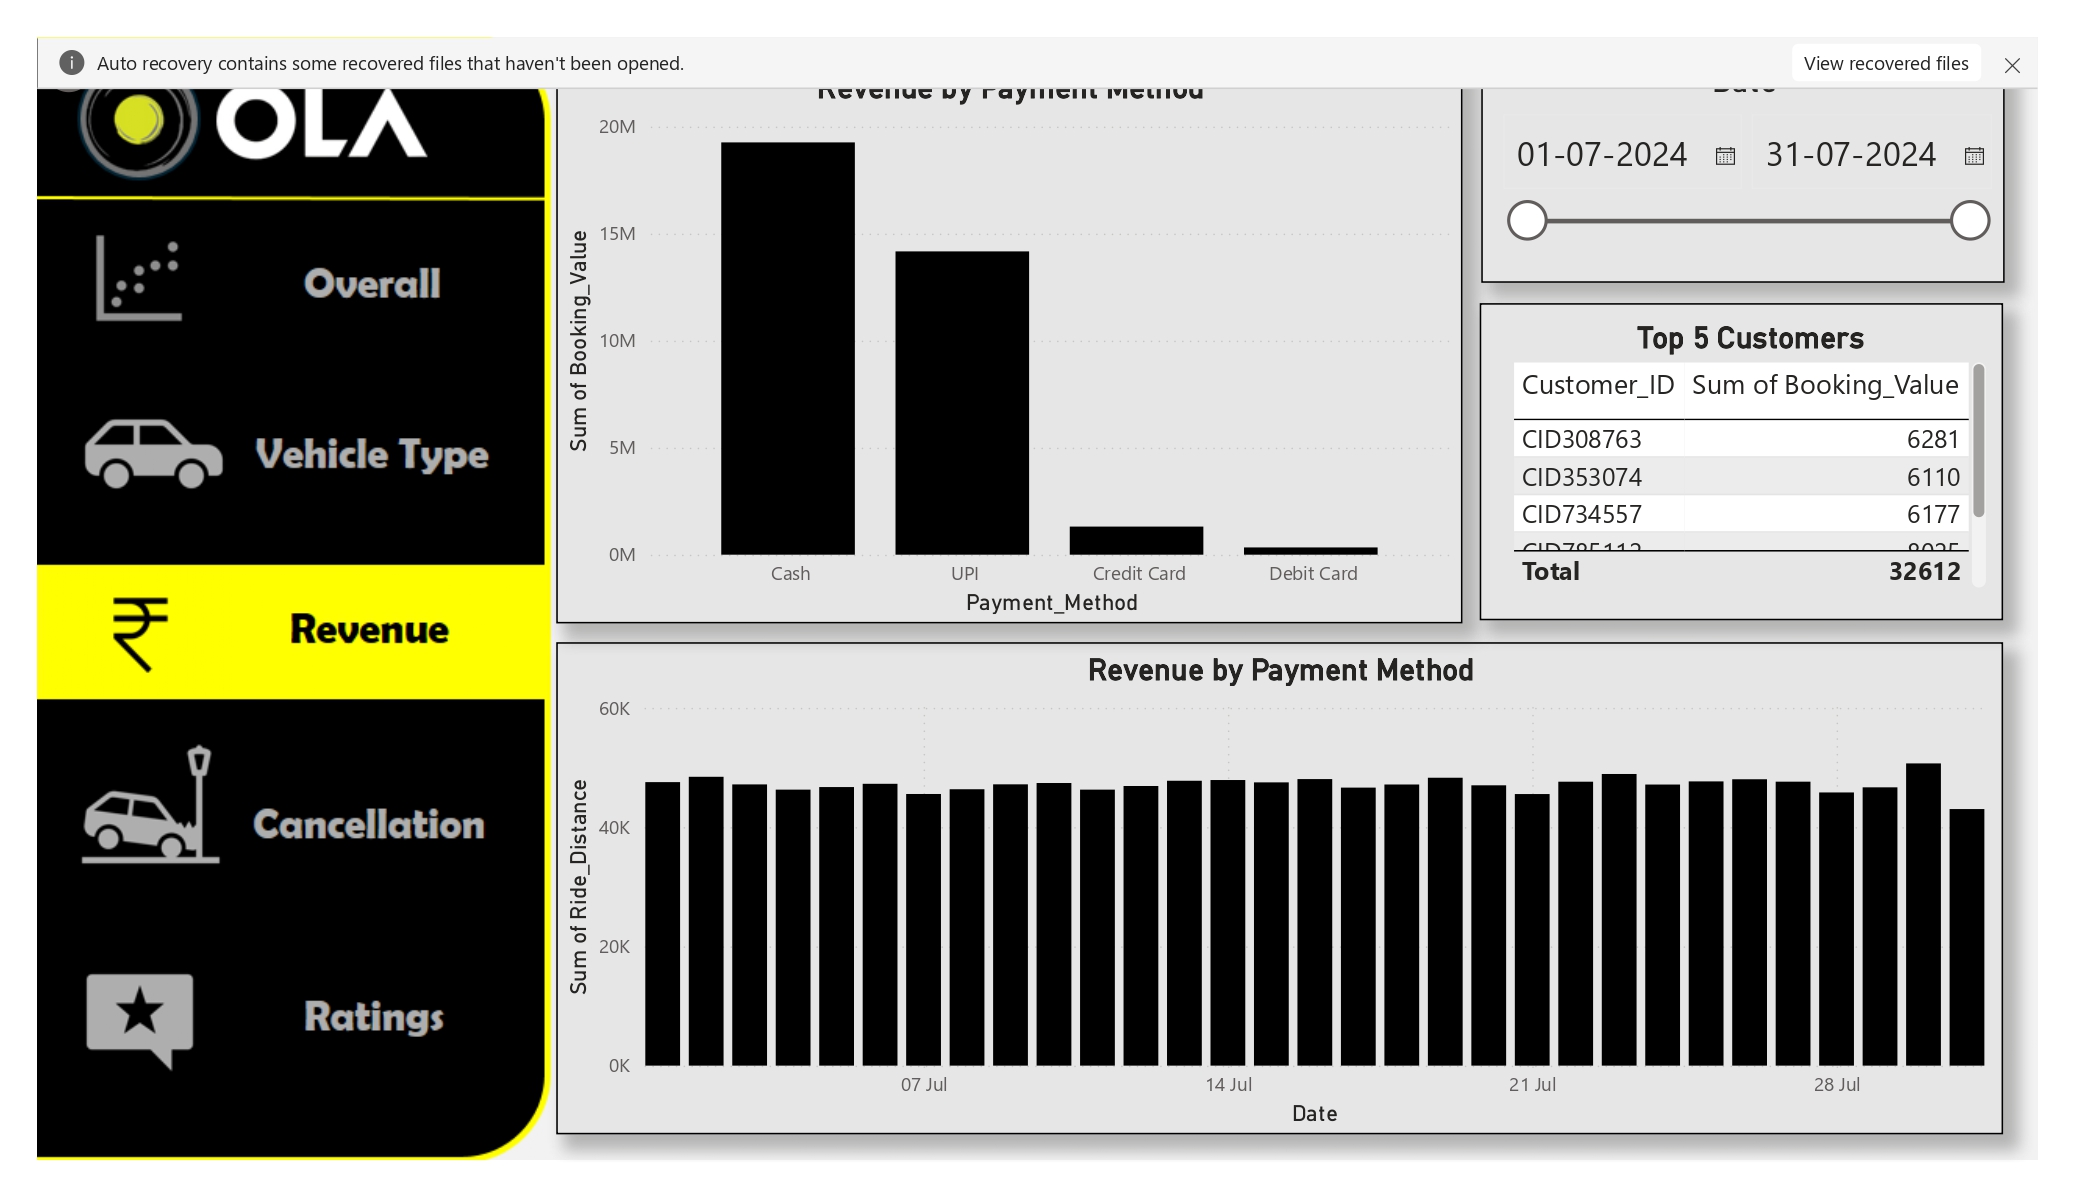 Auto recovery contains some recovered files that haven't been opened.
View recovered files
OLA
Overall
Vehicle Type
Revenue
Cancellation
Ratings
Revenue by Payment Method
20M
15M
10M
5M
0M
Sum of Booking_Value
Cash
UPI
Credit Card
Debit Card
Payment_Method
Date
01-07-2024
31-07-2024
Top 5 Customers
Customer_ID Sum of Booking_Value
CID308763 6281
CID353074 6110
CID734557 6177
CID785112 8025
Total 32612
Revenue by Payment Method
60K
40K
20K
0K
Sum of Ride_Distance
07 Jul
14 Jul
21 Jul
28 Jul
Date